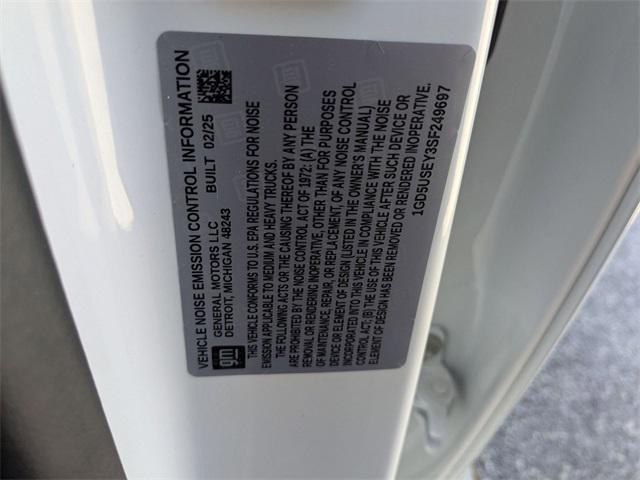 VEHICLE NOISE EMISSION CONTROL INFORMATION
gm
GENERAL MOTORS LLC
DETROIT, MICHIGAN 48243
BUILT 02/25
THIS VEHICLE CONFORMS TO U.S. EPA REGULATIONS FOR NOISE
EMISSION APPLICABLE TO MEDIUM AND HEAVY TRUCKS.
THE FOLLOWING ACTS OR THE CAUSING THEREOF BY ANY PERSON
ARE PROHIBITED BY THE NOISE CONTROL ACT OF 1972: (A) THE
REMOVAL OR RENDERING INOPERATIVE, OTHER THAN FOR PURPOSES
OF MAINTENANCE, REPAIR, OR REPLACEMENT, OF ANY NOISE CONTROL
DEVICE OR ELEMENT OF DESIGN (LISTED IN THE OWNER'S MANUAL)
INCORPORATED INTO THIS VEHICLE IN COMPLIANCE WITH THE NOISE
CONTROL ACT; (B) THE USE OF THIS VEHICLE AFTER SUCH DEVICE OR
ELEMENT OF DESIGN HAS BEEN REMOVED OR RENDERED INOPERATIVE.
1GD5USEY3SF249697